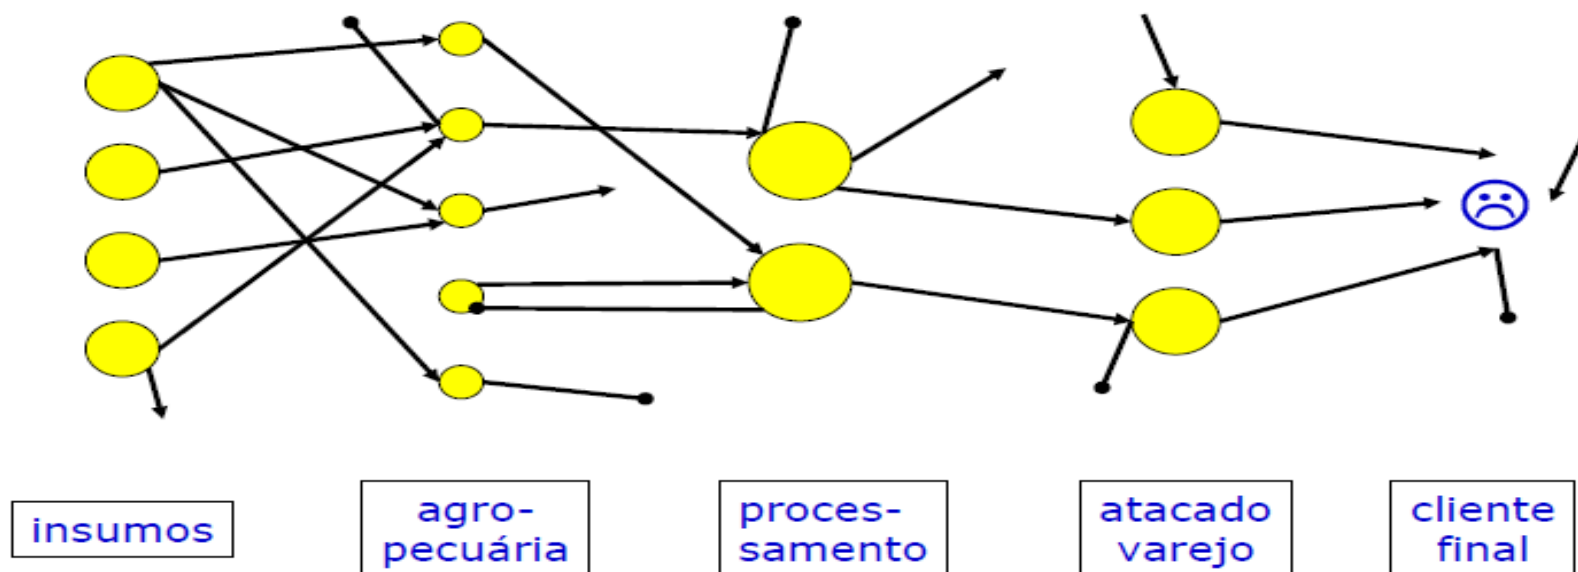 insumos
agro-
pecuária
proces-
samento
atacado
varejo
cliente
final